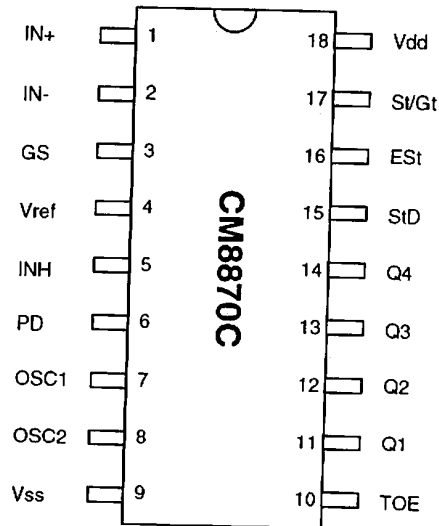 IN+ 1 18 Vdd
IN- 2 17 St/Gt
GS 3 16 ESt
Vref 4 15 StD
INH 5 14 Q4
PD 6 13 Q3
OSC1 7 12 Q2
OSC2 8 11 Q1
Vss 9 10 TOE
CM8870C